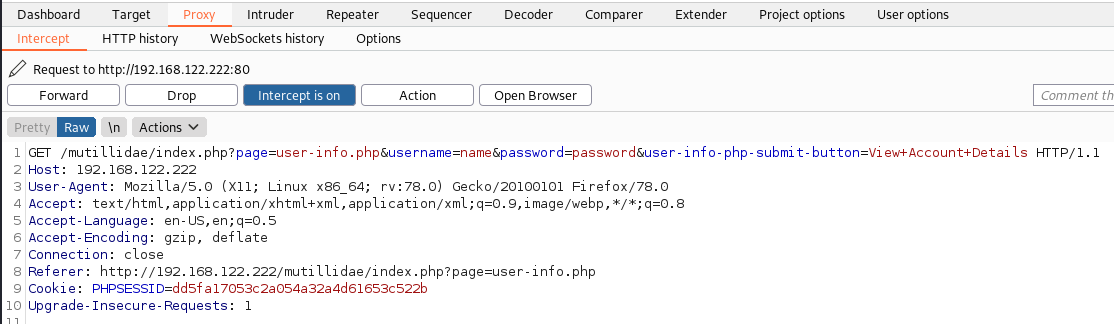 Dashboard Target Proxy Intruder Repeater Sequencer Decoder Comparer Extender Project options User options
Intercept HTTP history WebSockets history Options
Request to http://192.168.122.222:80
Forward Drop Intercept is on Action Open Browser Comment th
Pretty Raw \n Actions
1 GET /mutillidae/index.php?page=user-info.php&username=name&password=password&user-info-php-submit-button=View+Account+Details HTTP/1.1
2 Host: 192.168.122.222
3 User-Agent: Mozilla/5.0 (X11; Linux x86_64; rv:78.0) Gecko/20100101 Firefox/78.0
4 Accept: text/html,application/xhtml+xml,application/xml;q=0.9,image/webp,*/*;q=0.8
5 Accept-Language: en-US,en;q=0.5
6 Accept-Encoding: gzip, deflate
7 Connection: close
8 Referer: http://192.168.122.222/mutillidae/index.php?page=user-info.php
9 Cookie: PHPSESSID=dd5fa17053c2a054a32a4d61653c522b
10 Upgrade-Insecure-Requests: 1
11